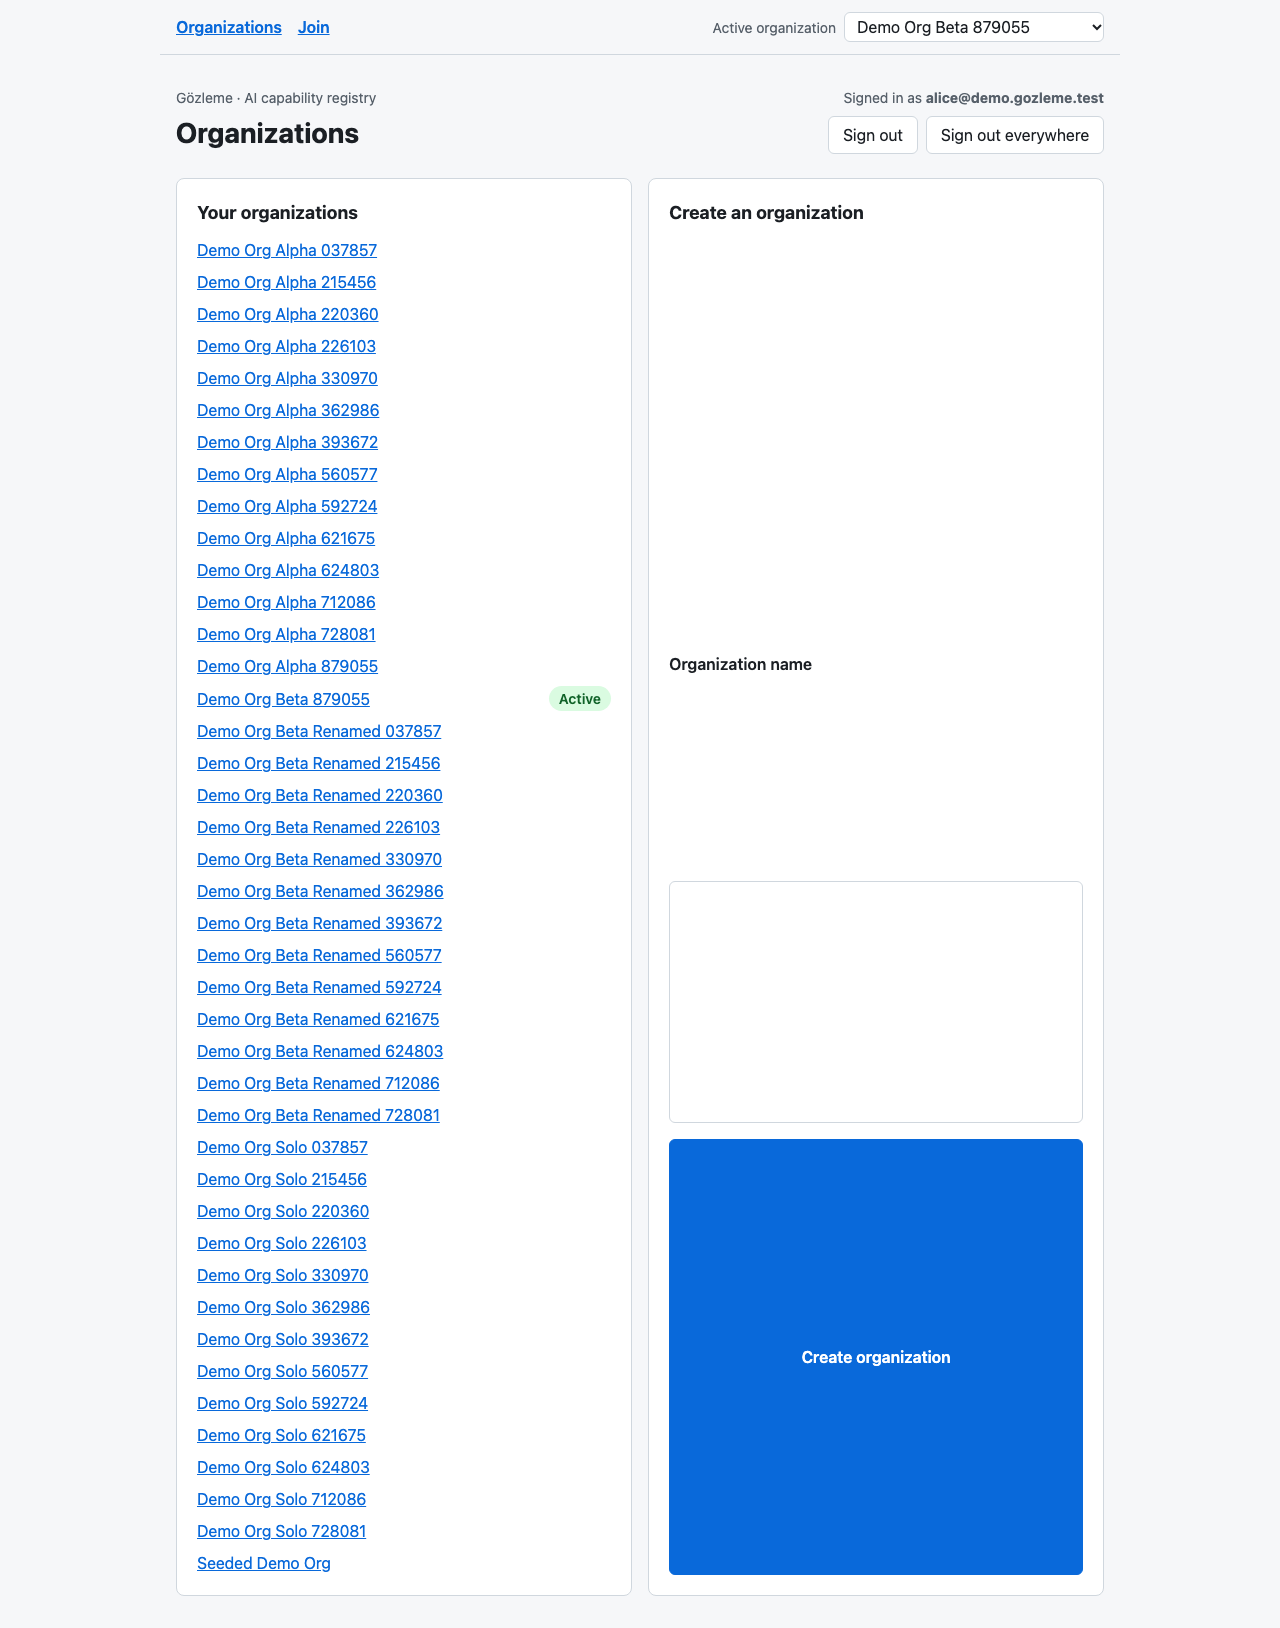 Organizations Join Active organization Demo Org Beta 879055
Gözleme · AI capability registry
Organizations
Signed in as alice@demo.gozleme.test
Sign out Sign out everywhere
Your organizations
Demo Org Alpha 037857
Demo Org Alpha 215456
Demo Org Alpha 220360
Demo Org Alpha 226103
Demo Org Alpha 330970
Demo Org Alpha 362986
Demo Org Alpha 393672
Demo Org Alpha 560577
Demo Org Alpha 592724
Demo Org Alpha 621675
Demo Org Alpha 624803
Demo Org Alpha 712086
Demo Org Alpha 728081
Demo Org Alpha 879055
Demo Org Beta 879055 Active
Demo Org Beta Renamed 037857
Demo Org Beta Renamed 215456
Demo Org Beta Renamed 220360
Demo Org Beta Renamed 226103
Demo Org Beta Renamed 330970
Demo Org Beta Renamed 362986
Demo Org Beta Renamed 393672
Demo Org Beta Renamed 560577
Demo Org Beta Renamed 592724
Demo Org Beta Renamed 621675
Demo Org Beta Renamed 624803
Demo Org Beta Renamed 712086
Demo Org Beta Renamed 728081
Demo Org Solo 037857
Demo Org Solo 215456
Demo Org Solo 220360
Demo Org Solo 226103
Demo Org Solo 330970
Demo Org Solo 362986
Demo Org Solo 393672
Demo Org Solo 560577
Demo Org Solo 592724
Demo Org Solo 621675
Demo Org Solo 624803
Demo Org Solo 712086
Demo Org Solo 728081
Seeded Demo Org
Create an organization
Organization name
Create organization